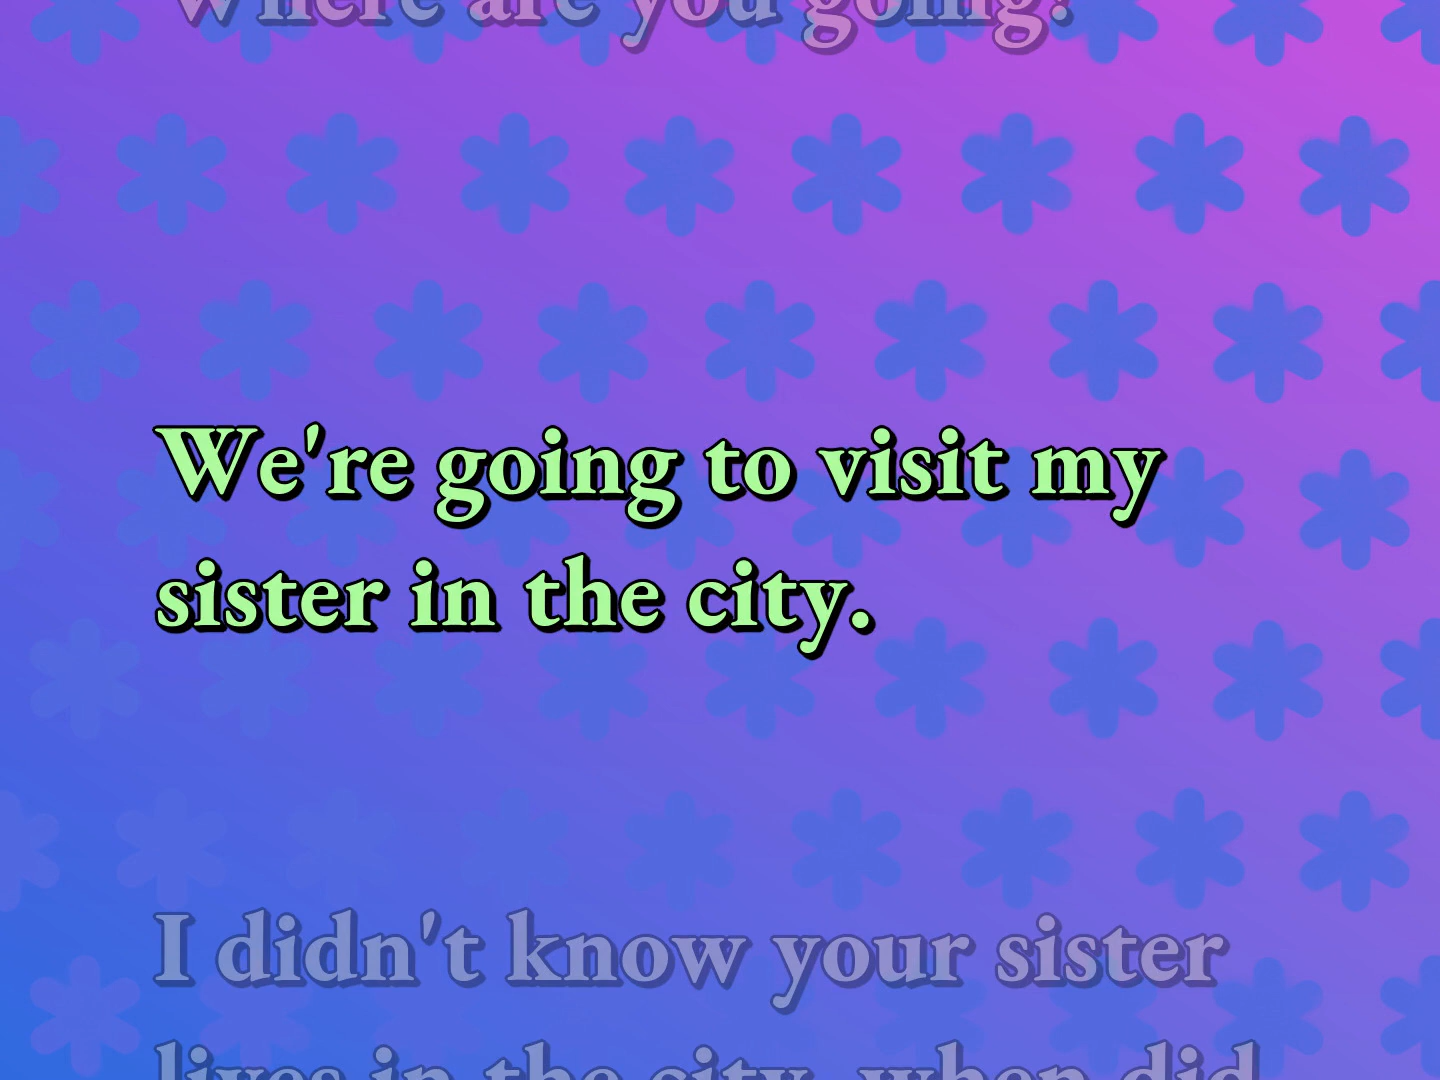 Where are you going?
We're going to visit my
sister in the city.
I didn't know your sister
lives in the city, when did